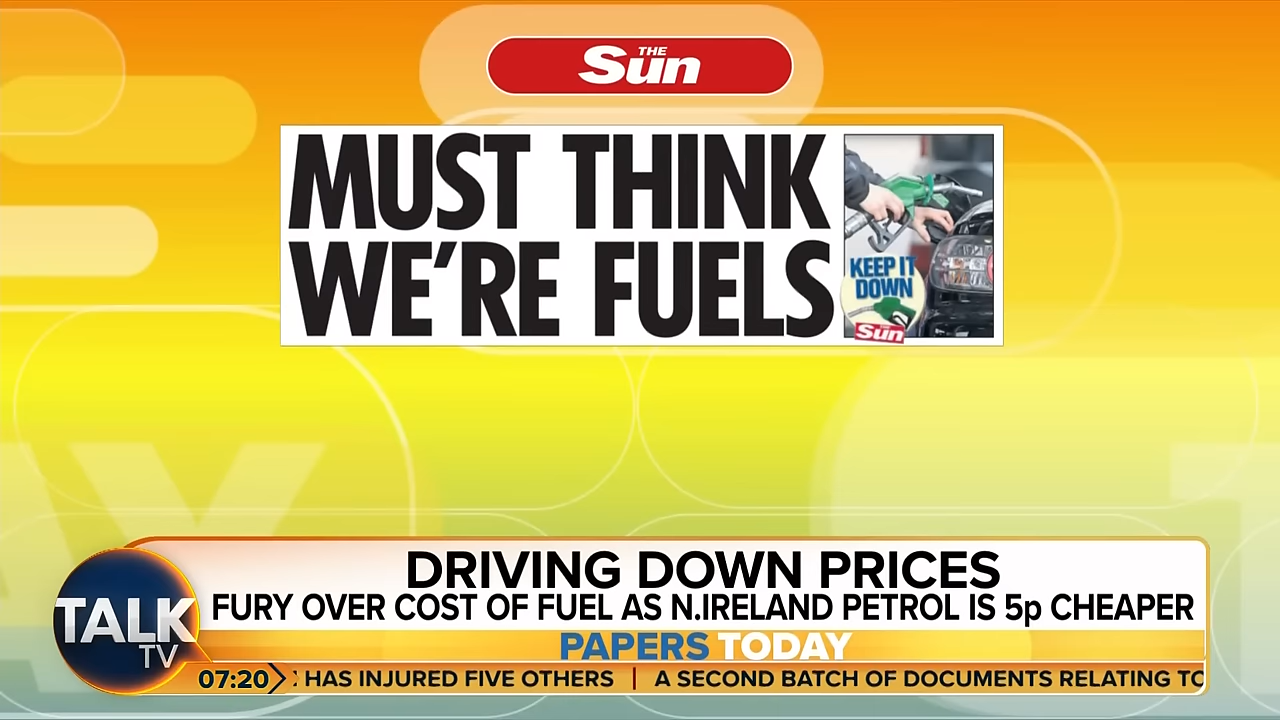 THE
Sun
MUST THINK
WE'RE FUELS
KEEP IT
DOWN
THE
Sun
DRIVING DOWN PRICES
FURY OVER COST OF FUEL AS N.IRELAND PETROL IS 5p CHEAPER
TALK
TV
PAPERS TODAY
07:20
HAS INJURED FIVE OTHERS | A SECOND BATCH OF DOCUMENTS RELATING TO